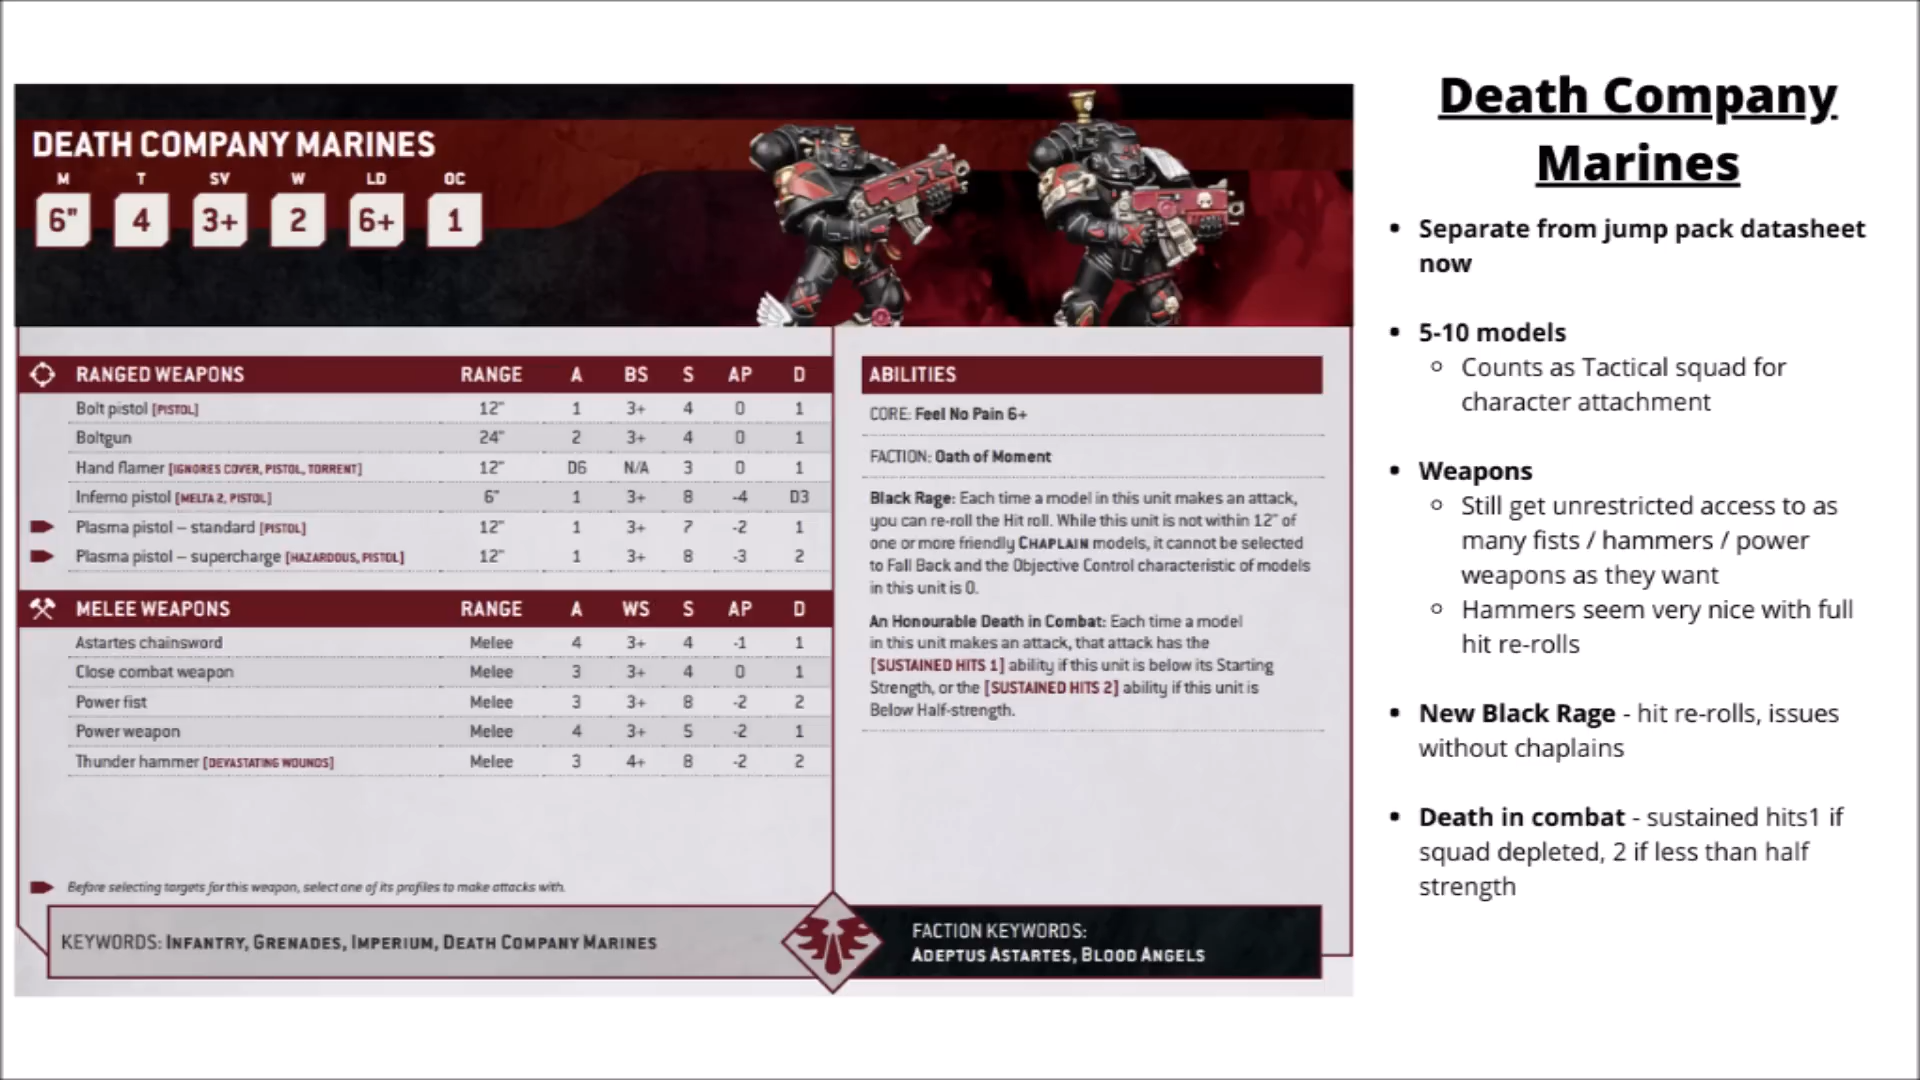 DEATH COMPANY MARINES
M T SV W LD OC
6" 4 3+ 2 6+ 1
RANGED WEAPONS RANGE A BS S AP D
Bolt pistol [PISTOL] 12" 1 3+ 4 0 1
Boltgun 24" 2 3+ 4 0 1
Hand flamer [IGNORES COVER, PISTOL, TORRENT] 12" D6 N/A 3 0 1
Inferno pistol [MELTA 2, PISTOL] 6" 1 3+ 8 -4 D3
Plasma pistol – standard [PISTOL] 12" 1 3+ 7 -2 1
Plasma pistol – supercharge [HAZARDOUS, PISTOL] 12" 1 3+ 8 -3 2
MELEE WEAPONS RANGE A WS S AP D
Astartes chainsword Melee 4 3+ 4 -1 1
Close combat weapon Melee 3 3+ 4 0 1
Power fist Melee 3 3+ 8 -2 2
Power weapon Melee 4 3+ 5 -2 1
Thunder hammer [DEVASTATING WOUNDS] Melee 3 4+ 8 -2 2
Before selecting targets for this weapon, select one of its profiles to make attacks with.
KEYWORDS: INFANTRY, GRENADES, IMPERIUM, DEATH COMPANY MARINES
ABILITIES
CORE: Feel No Pain 6+
FACTION: Oath of Moment
Black Rage: Each time a model in this unit makes an attack,
you can re-roll the Hit roll. While this unit is not within 12" of
one or more friendly CHAPLAIN models, it cannot be selected
to Fall Back and the Objective Control characteristic of models
in this unit is 0.
An Honourable Death in Combat: Each time a model
in this unit makes an attack, that attack has the
[SUSTAINED HITS 1] ability if this unit is below its Starting
Strength, or the [SUSTAINED HITS 2] ability if this unit is
Below Half-strength.
FACTION KEYWORDS:
ADEPTUS ASTARTES, BLOOD ANGELS
Death Company
Marines
• Separate from jump pack datasheet
now
• 5-10 models
◦ Counts as Tactical squad for
character attachment
• Weapons
◦ Still get unrestricted access to as
many fists / hammers / power
weapons as they want
◦ Hammers seem very nice with full
hit re-rolls
• New Black Rage - hit re-rolls, issues
without chaplains
• Death in combat - sustained hits1 if
squad depleted, 2 if less than half
strength